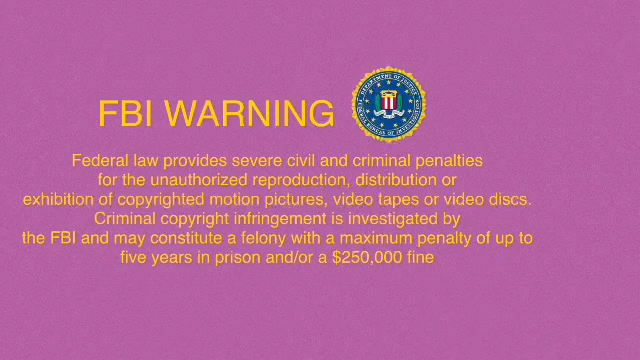 FBI WARNING
Federal law provides severe civil and criminal penalties
for the unauthorized reproduction, distribution or
exhibition of copyrighted motion pictures, video tapes or video discs.
Criminal copyright infringement is investigated by
the FBI and may constitute a felony with a maximum penalty of up to
five years in prison and/or a $250,000 fine